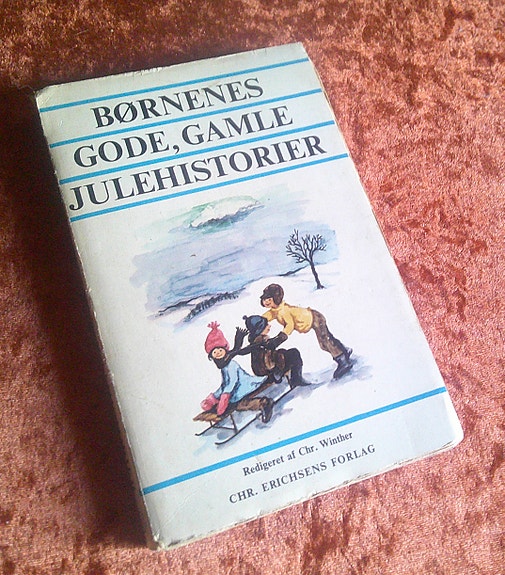 BØRNENES
GODE, GAMLE
JULEHISTORIER
Redigeret af Chr. Winther
CHR. ERICHSENS FORLAG